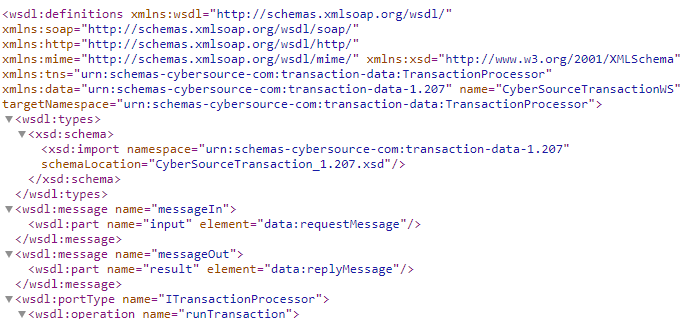 <wsdl:definitions xmlns:wsdl="http://schemas.xmlsoap.org/wsdl/"
xmlns:soap="http://schemas.xmlsoap.org/wsdl/soap/"
xmlns:http="http://schemas.xmlsoap.org/wsdl/http/"
xmlns:mime="http://schemas.xmlsoap.org/wsdl/mime/" xmlns:xsd="http://www.w3.org/2001/XMLSchema"
xmlns:tns="urn:schemas-cybersource-com:transaction-data:TransactionProcessor"
xmlns:data="urn:schemas-cybersource-com:transaction-data-1.207" name="CyberSourceTransactionWS"
targetNamespace="urn:schemas-cybersource-com:transaction-data:TransactionProcessor">
▼<wsdl:types>
▼<xsd:schema>
<xsd:import namespace="urn:schemas-cybersource-com:transaction-data-1.207"
schemaLocation="CyberSourceTransaction_1.207.xsd"/>
</xsd:schema>
</wsdl:types>
▼<wsdl:message name="messageIn">
<wsdl:part name="input" element="data:requestMessage"/>
</wsdl:message>
▼<wsdl:message name="messageOut">
<wsdl:part name="result" element="data:replyMessage"/>
</wsdl:message>
▼<wsdl:portType name="ITransactionProcessor">
▼<wsdl:operation name="runTransaction">